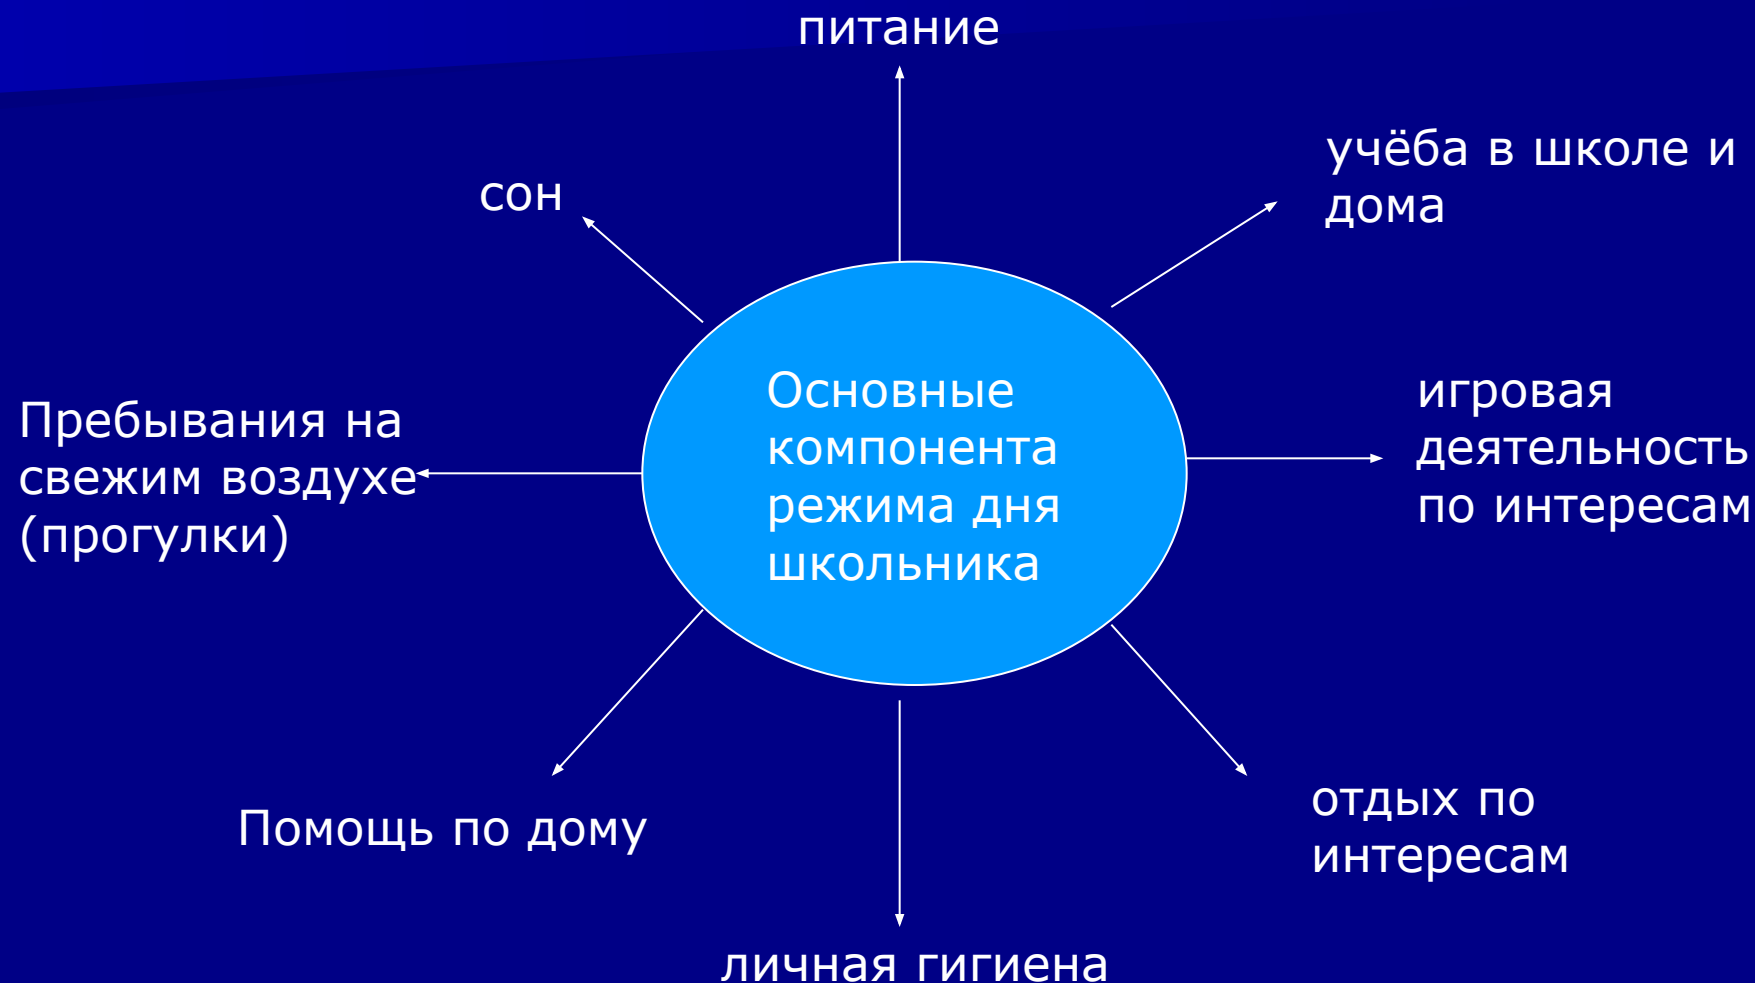 питание
сон
учёба в школе и
дома
Пребывания на
свежим воздухе
(прогулки)
Основные
компонента
режима дня
школьника
игровая
деятельность
по интересам
Помощь по дому
отдых по
интересам
личная гигиена